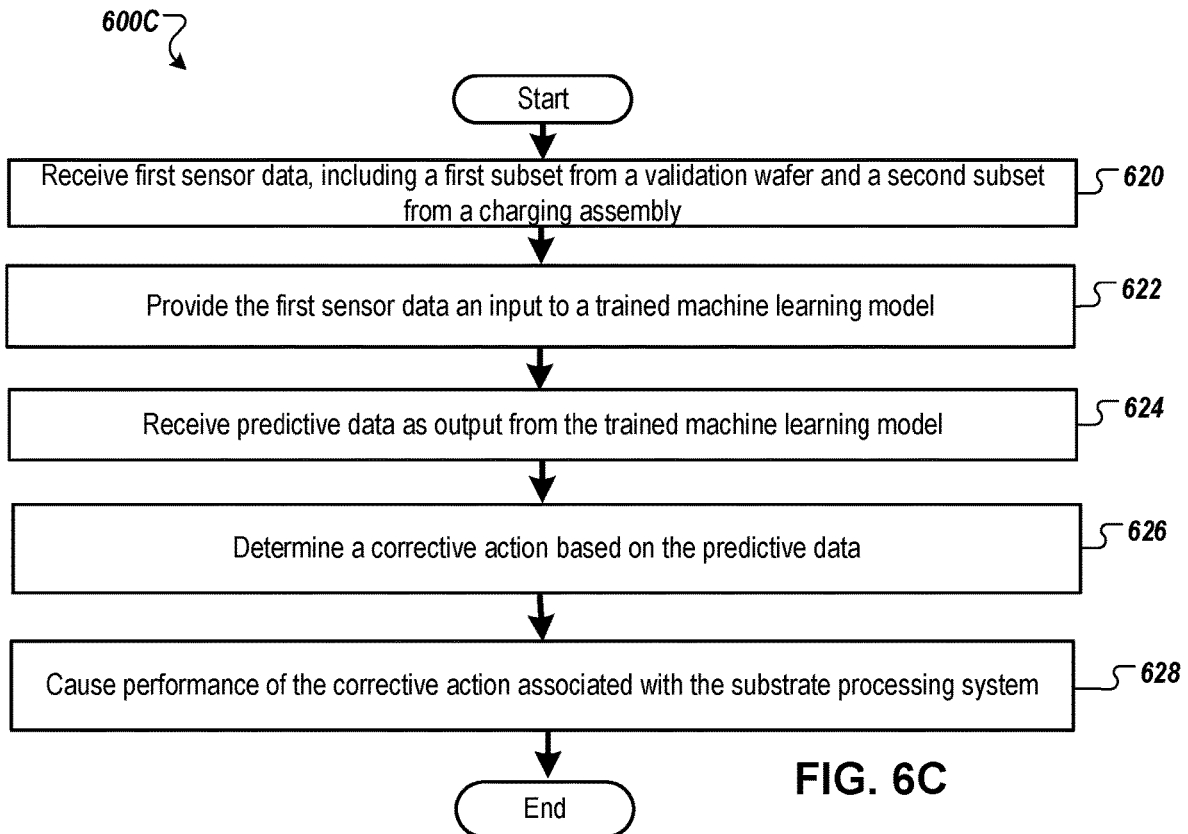 600C
Start
Receive first sensor data, including a first subset from a validation wafer and a second subset
from a charging assembly
620
Provide the first sensor data an input to a trained machine learning model
622
Receive predictive data as output from the trained machine learning model
624
Determine a corrective action based on the predictive data
626
Cause performance of the corrective action associated with the substrate processing system
628
End
FIG. 6C